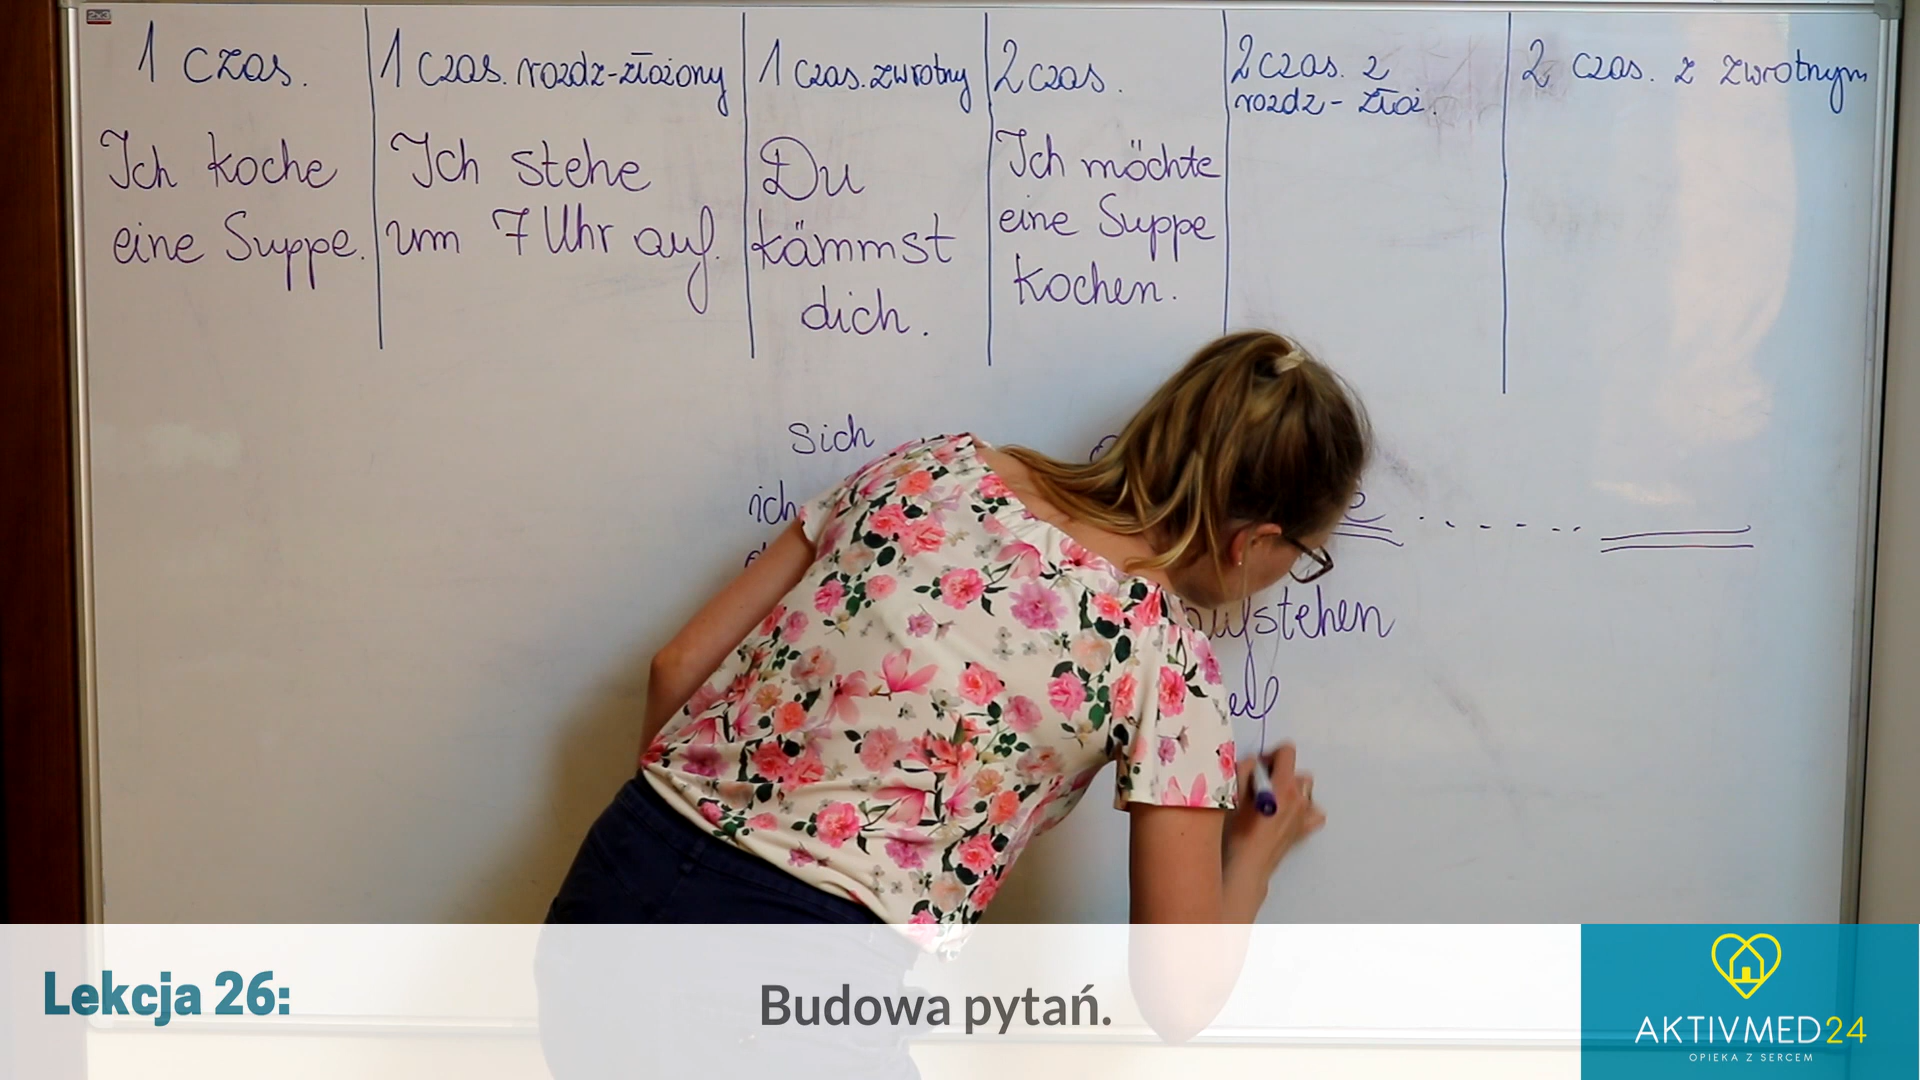 1 czas.
1 czas. rozdz-złożony
1 czas. zwrotny
2 czas.
2 czas. z
rozdz - złoż.
2 czas. z zwrotnym
Ich koche
eine Suppe.
Ich stehe
um 7 Uhr auf.
Du
kämmst
dich.
Ich möchte
eine Suppe
kochen.
sich
ich
aufstehen
Lekcja 26:
Budowa pytań.
AKTIVMED24
OPIEKA Z SERCEM